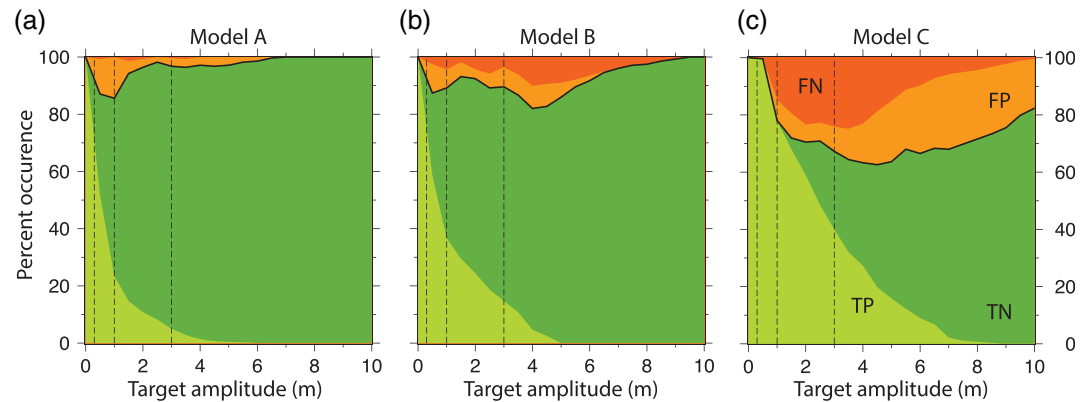 (a) Model A
(b) Model B
(c) Model C
Percent occurence
100
80
60
40
20
0
0 2 4 6 8 10
Target amplitude (m)
0 2 4 6 8 10
Target amplitude (m)
FN
FP
TP
TN
100
80
60
40
20
0
0 2 4 6 8 10
Target amplitude (m)